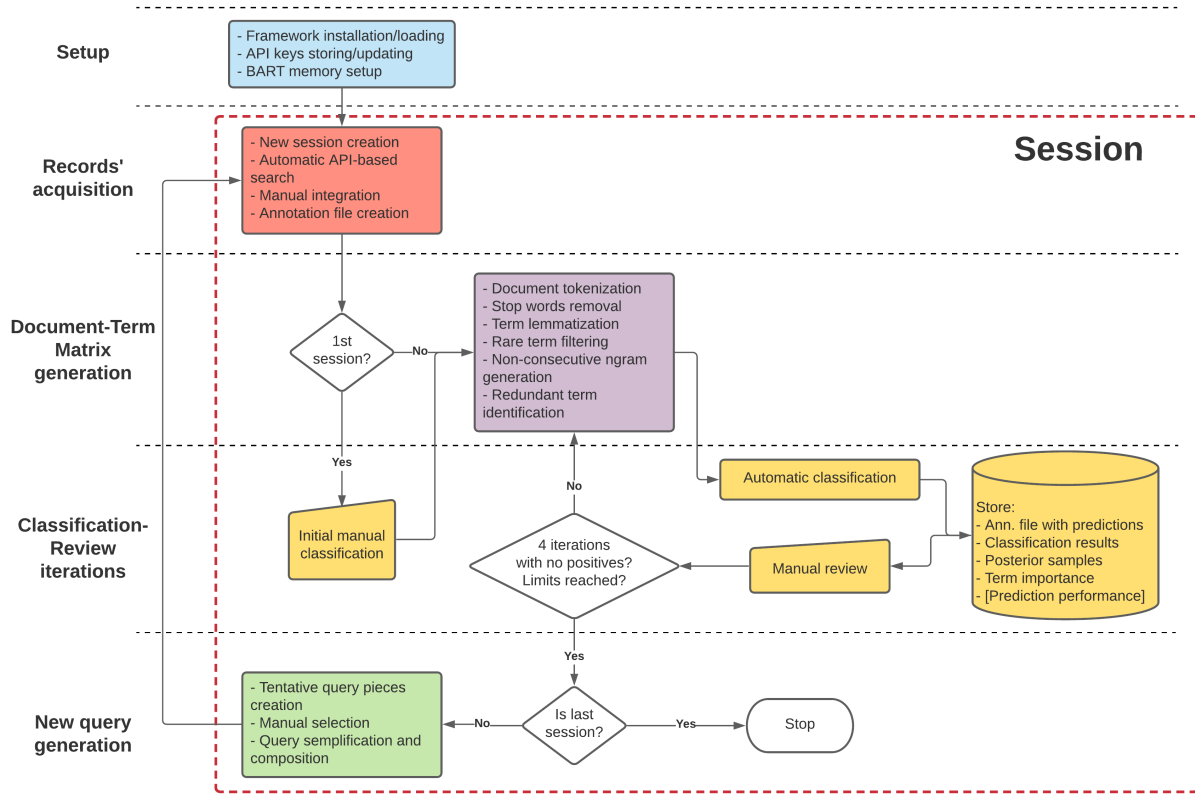 Setup
- Framework installation/loading
- API keys storing/updating
- BART memory setup
Session
Records'
acquisition
- New session creation
- Automatic API-based
search
- Manual integration
- Annotation file creation
Document-Term
Matrix
generation
1st
session?
No
- Document tokenization
- Stop words removal
- Term lemmatization
- Rare term filtering
- Non-consecutive ngram
generation
- Redundant term
identification
Yes
Classification-
Review
iterations
Initial manual
classification
No
4 iterations
with no positives?
Limits reached?
Automatic classification
Manual review
Store:
- Ann. file with predictions
- Classification results
- Posterior samples
- Term importance
- [Prediction performance]
Yes
New query
generation
- Tentative query pieces
creation
- Manual selection
- Query semplification and
composition
No
Is last
session?
Yes
Stop